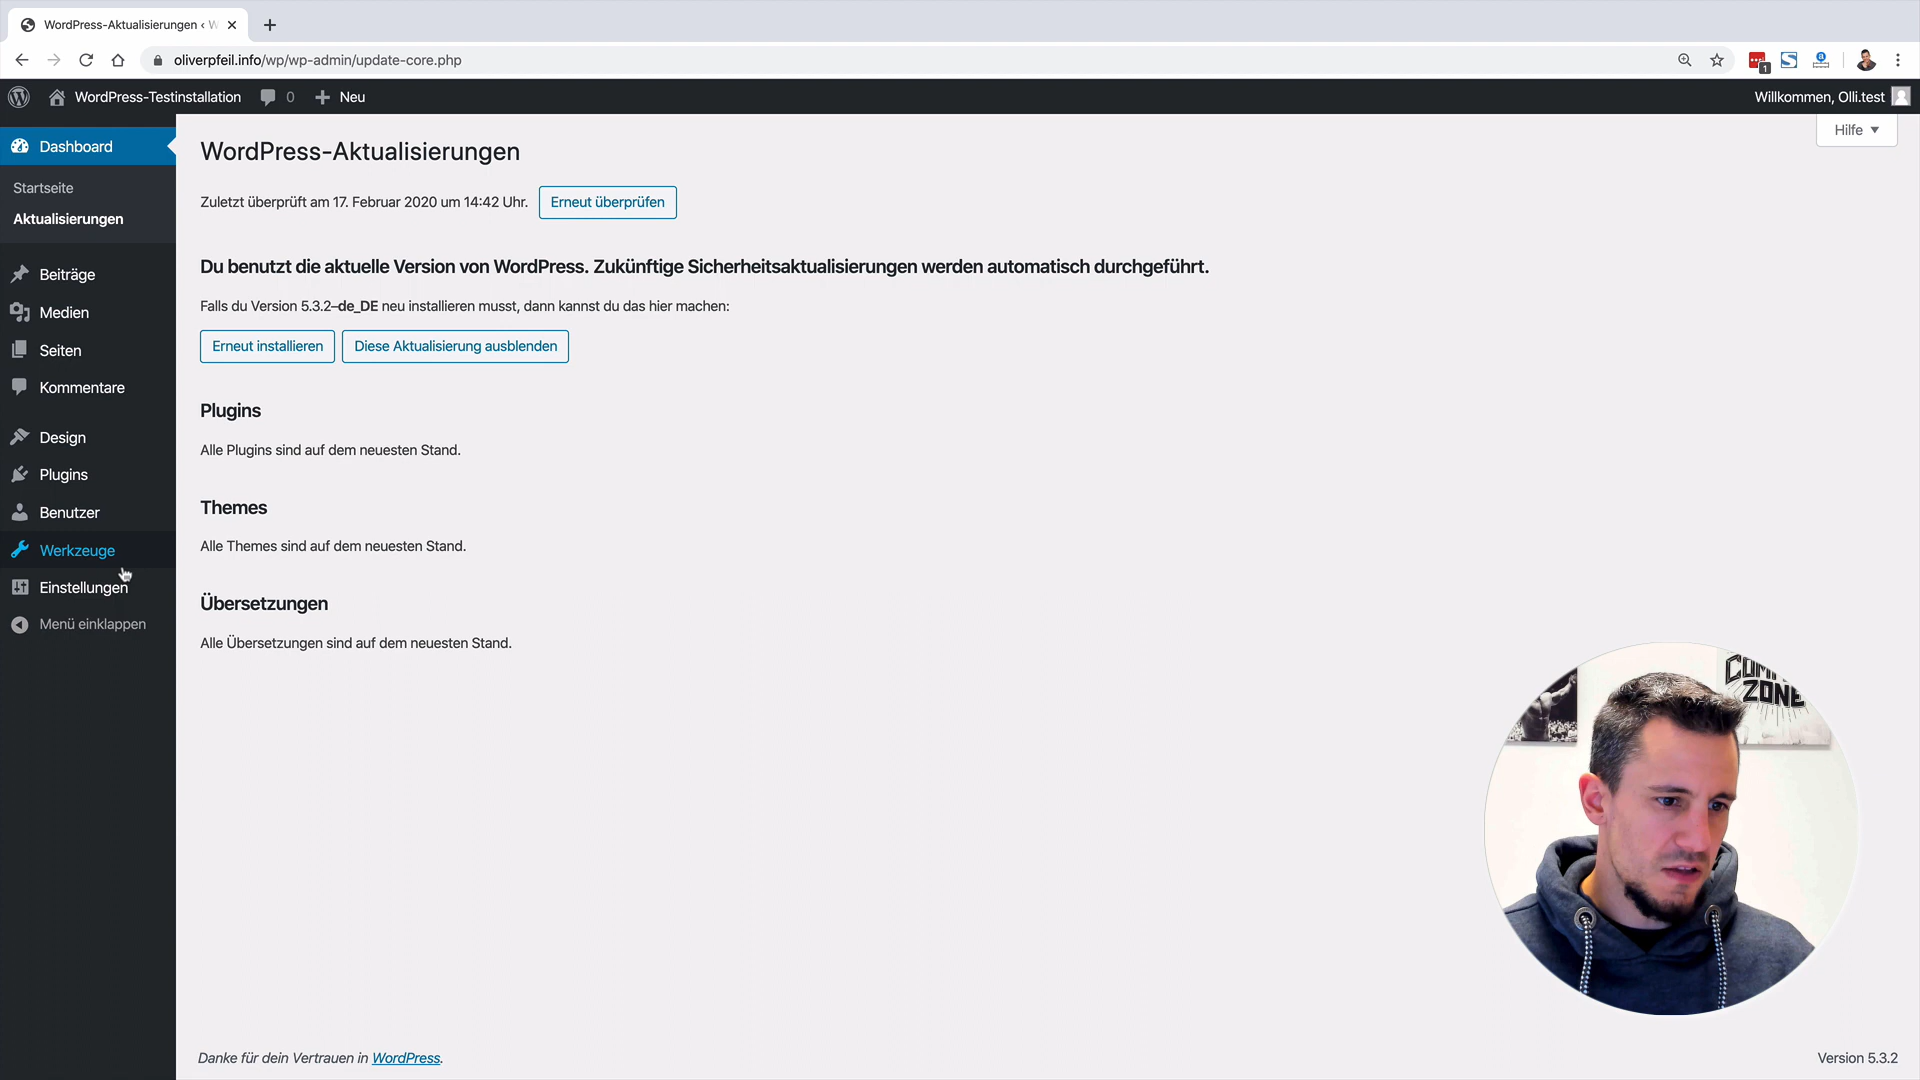 WordPress-Aktualisierungen ‹ W
oliverpfeil.info/wp/wp-admin/update-core.php
1
WordPress-Testinstallation 0 Neu
Willkommen, Olli.test
Dashboard
Startseite
Aktualisierungen
Beiträge
Medien
Seiten
Kommentare
Design
Plugins
Benutzer
Werkzeuge
Einstellungen
Menü einklappen
Hilfe
WordPress-Aktualisierungen
Zuletzt überprüft am 17. Februar 2020 um 14:42 Uhr. Erneut überprüfen
Du benutzt die aktuelle Version von WordPress. Zukünftige Sicherheitsaktualisierungen werden automatisch durchgeführt.
Falls du Version 5.3.2–de_DE neu installieren musst, dann kannst du das hier machen:
Erneut installieren Diese Aktualisierung ausblenden
Plugins
Alle Plugins sind auf dem neuesten Stand.
Themes
Alle Themes sind auf dem neuesten Stand.
Übersetzungen
Alle Übersetzungen sind auf dem neuesten Stand.
ZONE
Danke für dein Vertrauen in WordPress.
Version 5.3.2